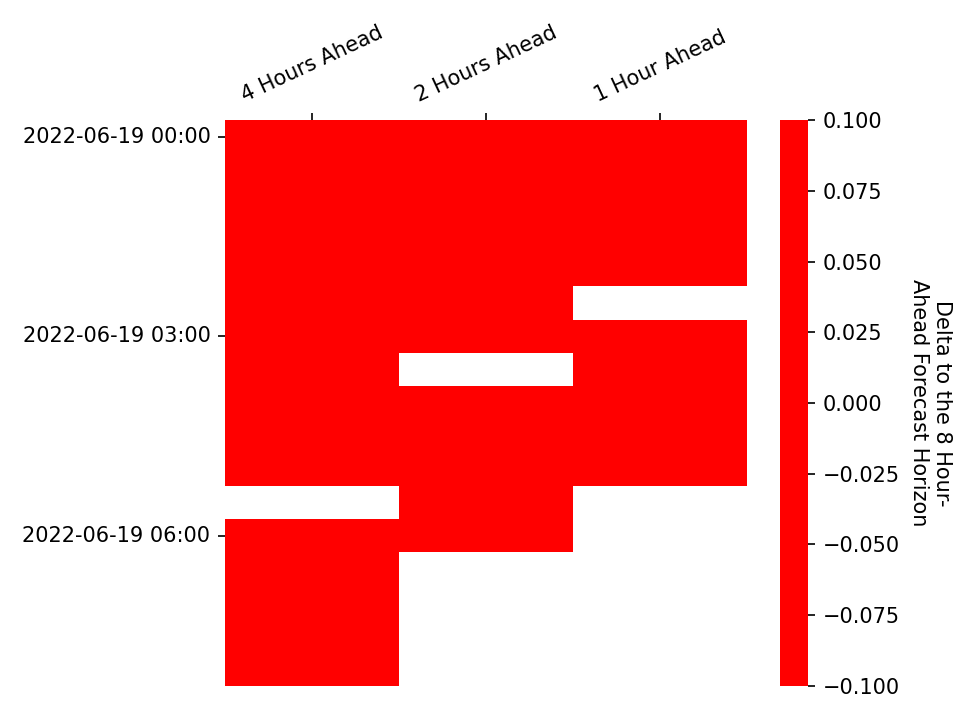 4 Hours Ahead
2 Hours Ahead
1 Hour Ahead
2022-06-19 00:00
2022-06-19 03:00
2022-06-19 06:00
0.100
0.075
0.050
0.025
0.000
−0.025
−0.050
−0.075
−0.100
Delta to the 8 Hour-
Ahead Forecast Horizon